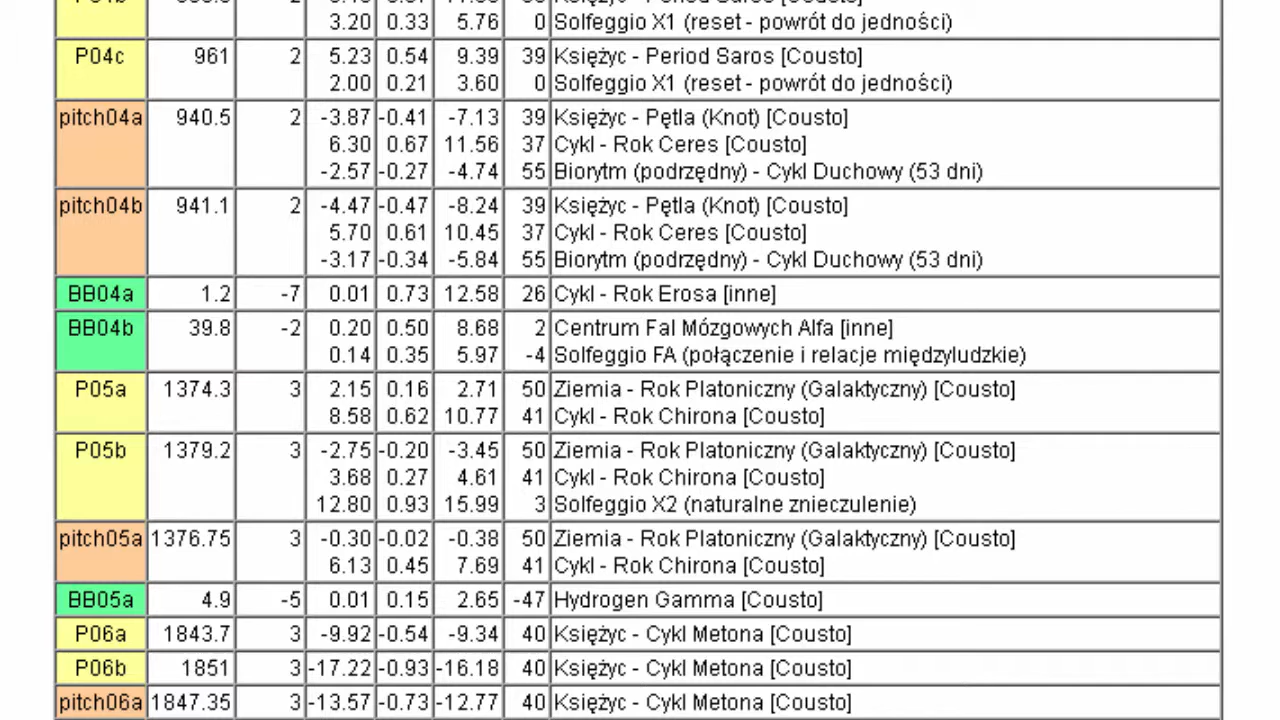 3.20 0.33 5.76 0 Solfeggio X1 (reset - powrót do jedności)
P04c 961 2 5.23 0.54 9.39 39 Księżyc - Period Saros [Cousto]
2.00 0.21 3.60 0 Solfeggio X1 (reset - powrót do jedności)
pitch04a 940.5 2 -3.87 -0.41 -7.13 39 Księżyc - Pętla (Knot) [Cousto]
6.30 0.67 11.56 37 Cykl - Rok Ceres [Cousto]
-2.57 -0.27 -4.74 55 Biorytm (podrzędny) - Cykl Duchowy (53 dni)
pitch04b 941.1 2 -4.47 -0.47 -8.24 39 Księżyc - Pętla (Knot) [Cousto]
5.70 0.61 10.45 37 Cykl - Rok Ceres [Cousto]
-3.17 -0.34 -5.84 55 Biorytm (podrzędny) - Cykl Duchowy (53 dni)
BB04a 1.2 -7 0.01 0.73 12.58 26 Cykl - Rok Erosa [inne]
BB04b 39.8 -2 0.20 0.50 8.68 2 Centrum Fal Mózgowych Alfa [inne]
0.14 0.35 5.97 -4 Solfeggio FA (połączenie i relacje międzyludzkie)
P05a 1374.3 3 2.15 0.16 2.71 50 Ziemia - Rok Platoniczny (Galaktyczny) [Cousto]
8.58 0.62 10.77 41 Cykl - Rok Chirona [Cousto]
P05b 1379.2 3 -2.75 -0.20 -3.45 50 Ziemia - Rok Platoniczny (Galaktyczny) [Cousto]
3.68 0.27 4.61 41 Cykl - Rok Chirona [Cousto]
12.80 0.93 15.99 3 Solfeggio X2 (naturalne znieczulenie)
pitch05a 1376.75 3 -0.30 -0.02 -0.38 50 Ziemia - Rok Platoniczny (Galaktyczny) [Cousto]
6.13 0.45 7.69 41 Cykl - Rok Chirona [Cousto]
BB05a 4.9 -5 0.01 0.15 2.65 -47 Hydrogen Gamma [Cousto]
P06a 1843.7 3 -9.92 -0.54 -9.34 40 Księżyc - Cykl Metona [Cousto]
P06b 1851 3 -17.22 -0.93 -16.18 40 Księżyc - Cykl Metona [Cousto]
pitch06a 1847.35 3 -13.57 -0.73 -12.77 40 Księżyc - Cykl Metona [Cousto]